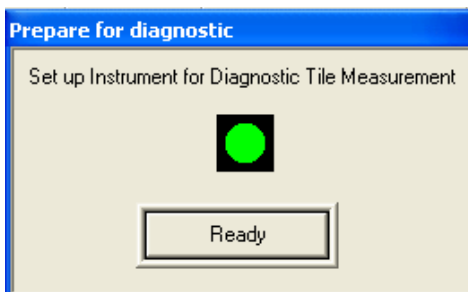 Prepare for diagnostic
Set up Instrument for Diagnostic Tile Measurement
Ready